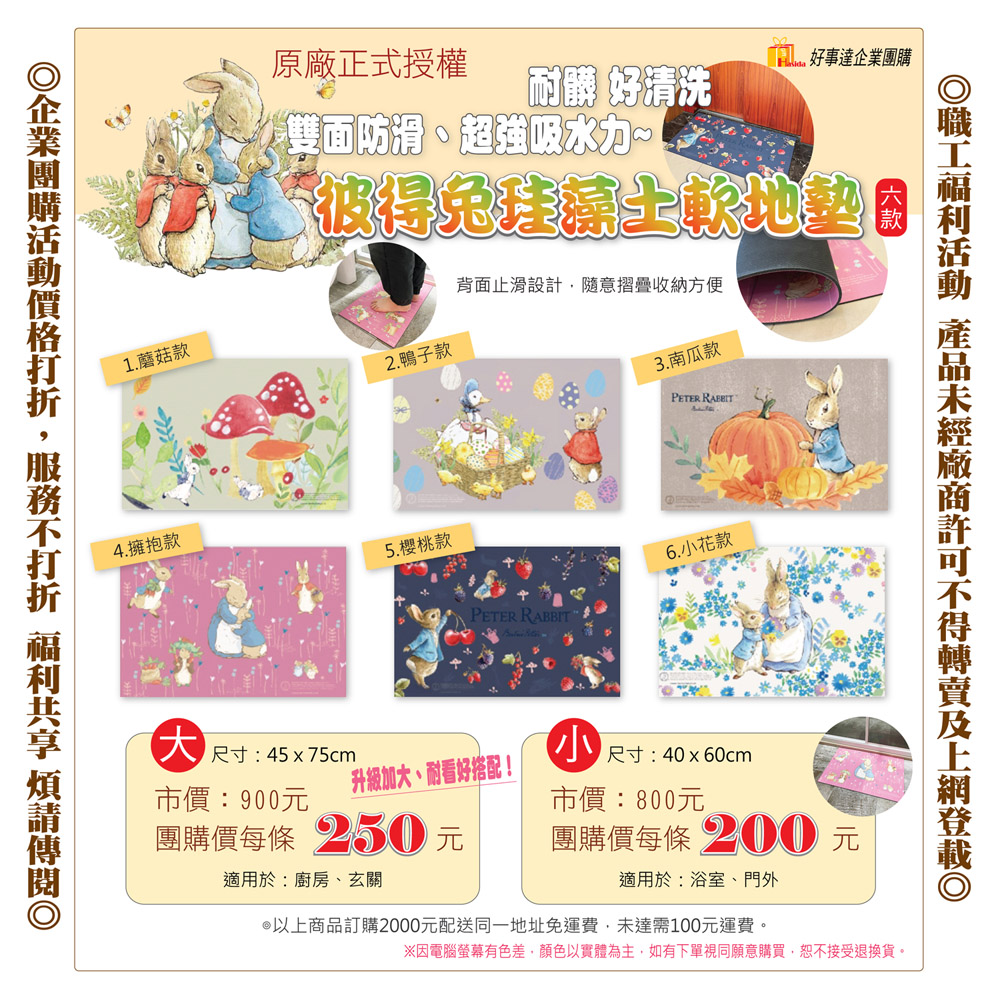 ◎企業團購活動價格打折，服務不打折 福利共享 煩請傳閱◎
原廠正式授權
Hasida 好事達企業團購
耐髒 好清洗
雙面防滑、超強吸水力~
彼得兔珪藻土軟地墊 六款
背面止滑設計，隨意摺疊收納方便
1.蘑菇款
2.鴨子款
3.南瓜款
PETER RABBIT
4.擁抱款
5.櫻桃款
PETER RABBIT
6.小花款
大 尺寸：45 x 75cm
升級加大、耐看好搭配！
市價：900元
團購價每條 250 元
適用於：廚房、玄關
小 尺寸：40 x 60cm
市價：800元
團購價每條 200 元
適用於：浴室、門外
◎以上商品訂購2000元配送同一地址免運費，未達需100元運費。
※因電腦螢幕有色差，顏色以實體為主，如有下單視同願意購買，恕不接受退換貨。
◎職工福利活動 產品未經廠商許可不得轉賣及上網登載◎